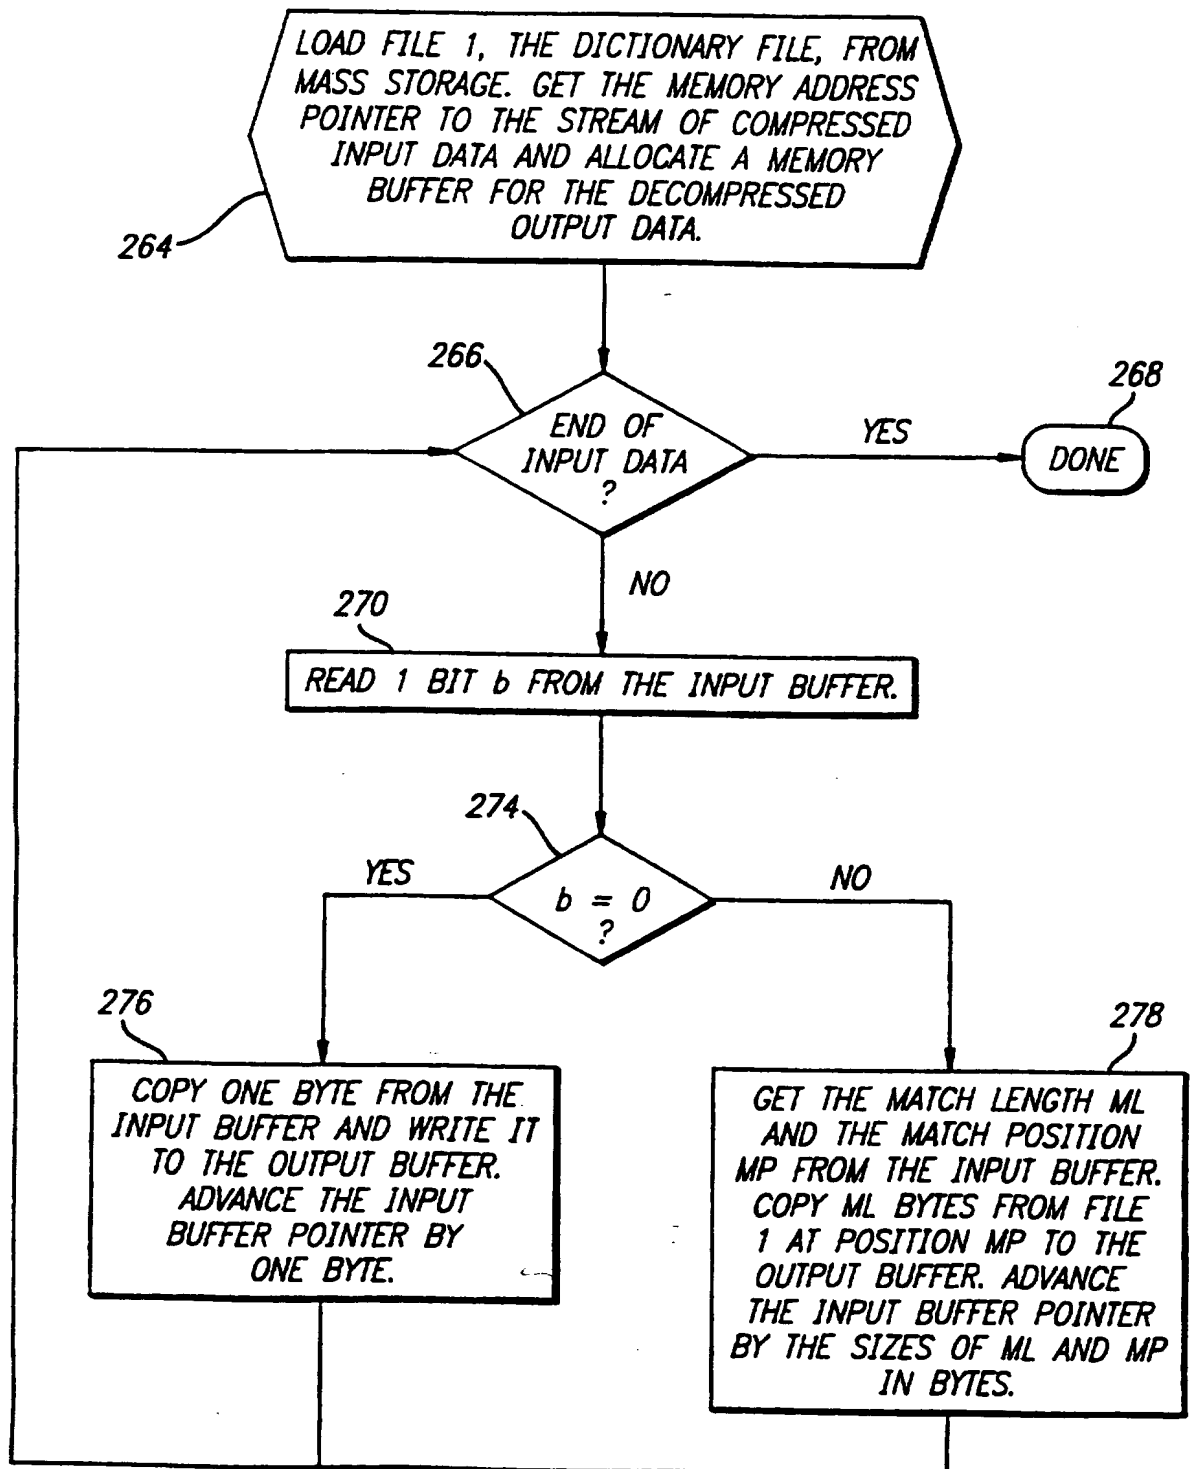 LOAD FILE 1, THE DICTIONARY FILE, FROM
MASS STORAGE. GET THE MEMORY ADDRESS
POINTER TO THE STREAM OF COMPRESSED
INPUT DATA AND ALLOCATE A MEMORY
BUFFER FOR THE DECOMPRESSED
OUTPUT DATA.
264
266
268
END OF
INPUT DATA
?
YES
DONE
NO
270
READ 1 BIT b FROM THE INPUT BUFFER.
274
YES
b = 0
?
NO
276
COPY ONE BYTE FROM THE
INPUT BUFFER AND WRITE IT
TO THE OUTPUT BUFFER.
ADVANCE THE INPUT
BUFFER POINTER BY
ONE BYTE.
278
GET THE MATCH LENGTH ML
AND THE MATCH POSITION
MP FROM THE INPUT BUFFER.
COPY ML BYTES FROM FILE
1 AT POSITION MP TO THE
OUTPUT BUFFER. ADVANCE
THE INPUT BUFFER POINTER
BY THE SIZES OF ML AND MP
IN BYTES.